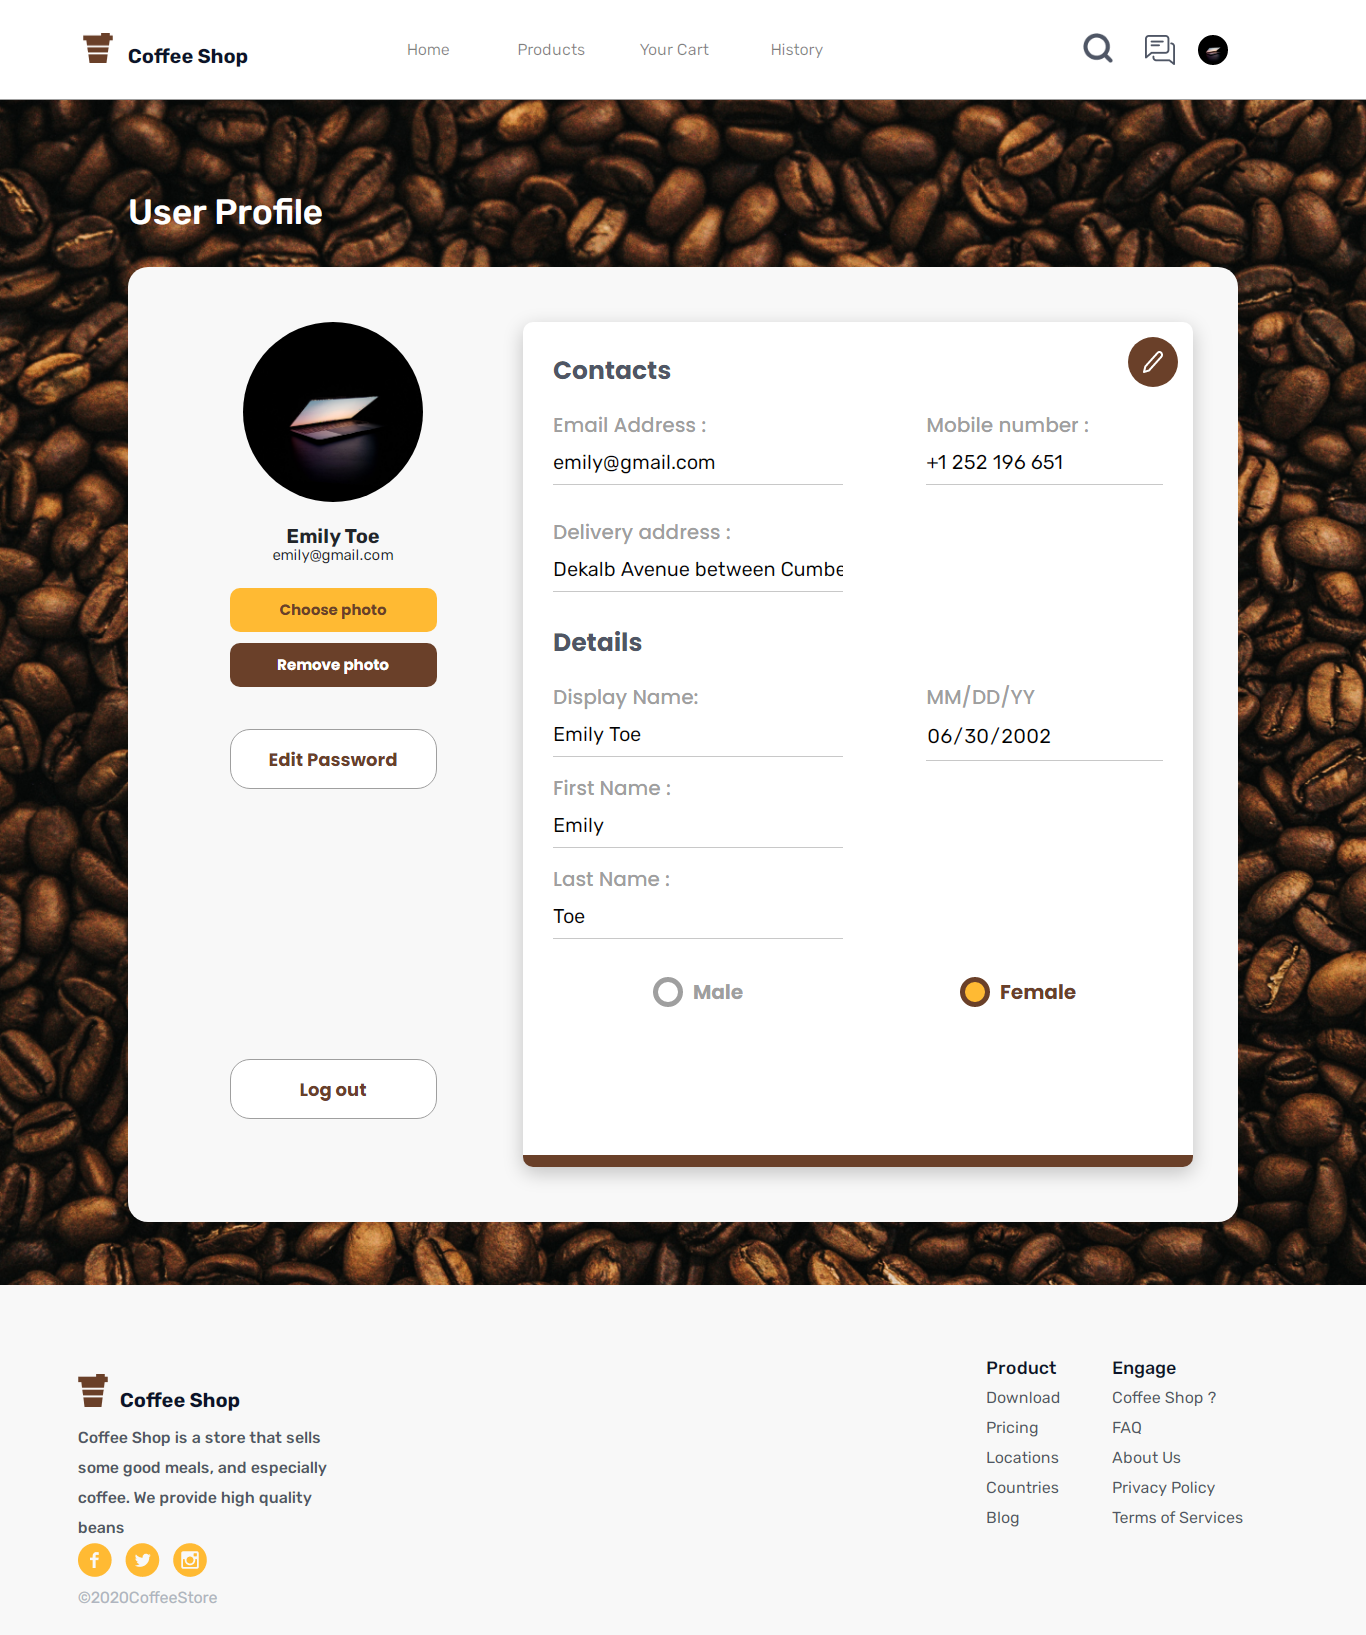 Coffee Shop
Home
Products
Your Cart
History
User Profile
Emily Toe
emily@gmail.com
Choose photo
Remove photo
Edit Password
Log out
Contacts
Email Address :
emily@gmail.com
Mobile number :
+1 252 196 651
Delivery address :
Dekalb Avenue between Cumbe
Details
Display Name:
Emily Toe
MM/DD/YY
06/30/2002
First Name :
Emily
Last Name :
Toe
Male
Female
Coffee Shop
Coffee Shop is a store that sells
some good meals, and especially
coffee. We provide high quality
beans
©2020CoffeeStore
Product
Download
Pricing
Locations
Countries
Blog
Engage
Coffee Shop ?
FAQ
About Us
Privacy Policy
Terms of Services